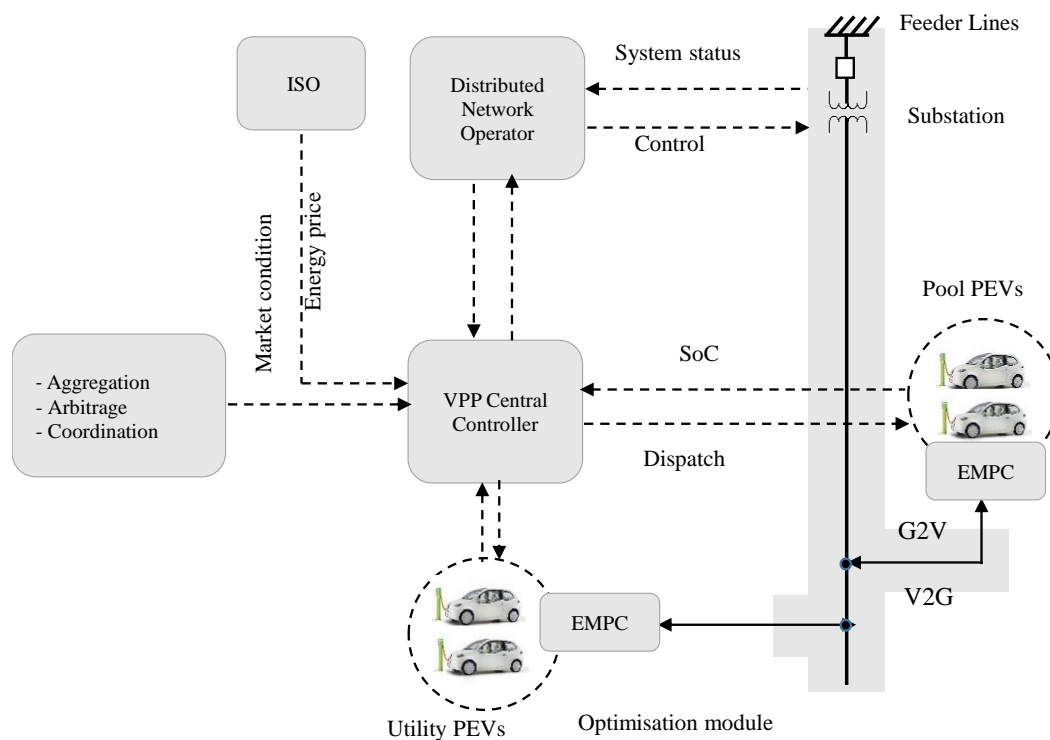 Feeder Lines
System status
ISO
Distributed
Network
Operator
Substation
Control
Market condition
Energy price
Pool PEVs
SoC
- Aggregation
- Arbitrage
- Coordination
VPP Central
Controller
Dispatch
EMPC
G2V
V2G
EMPC
Utility PEVs
Optimisation module